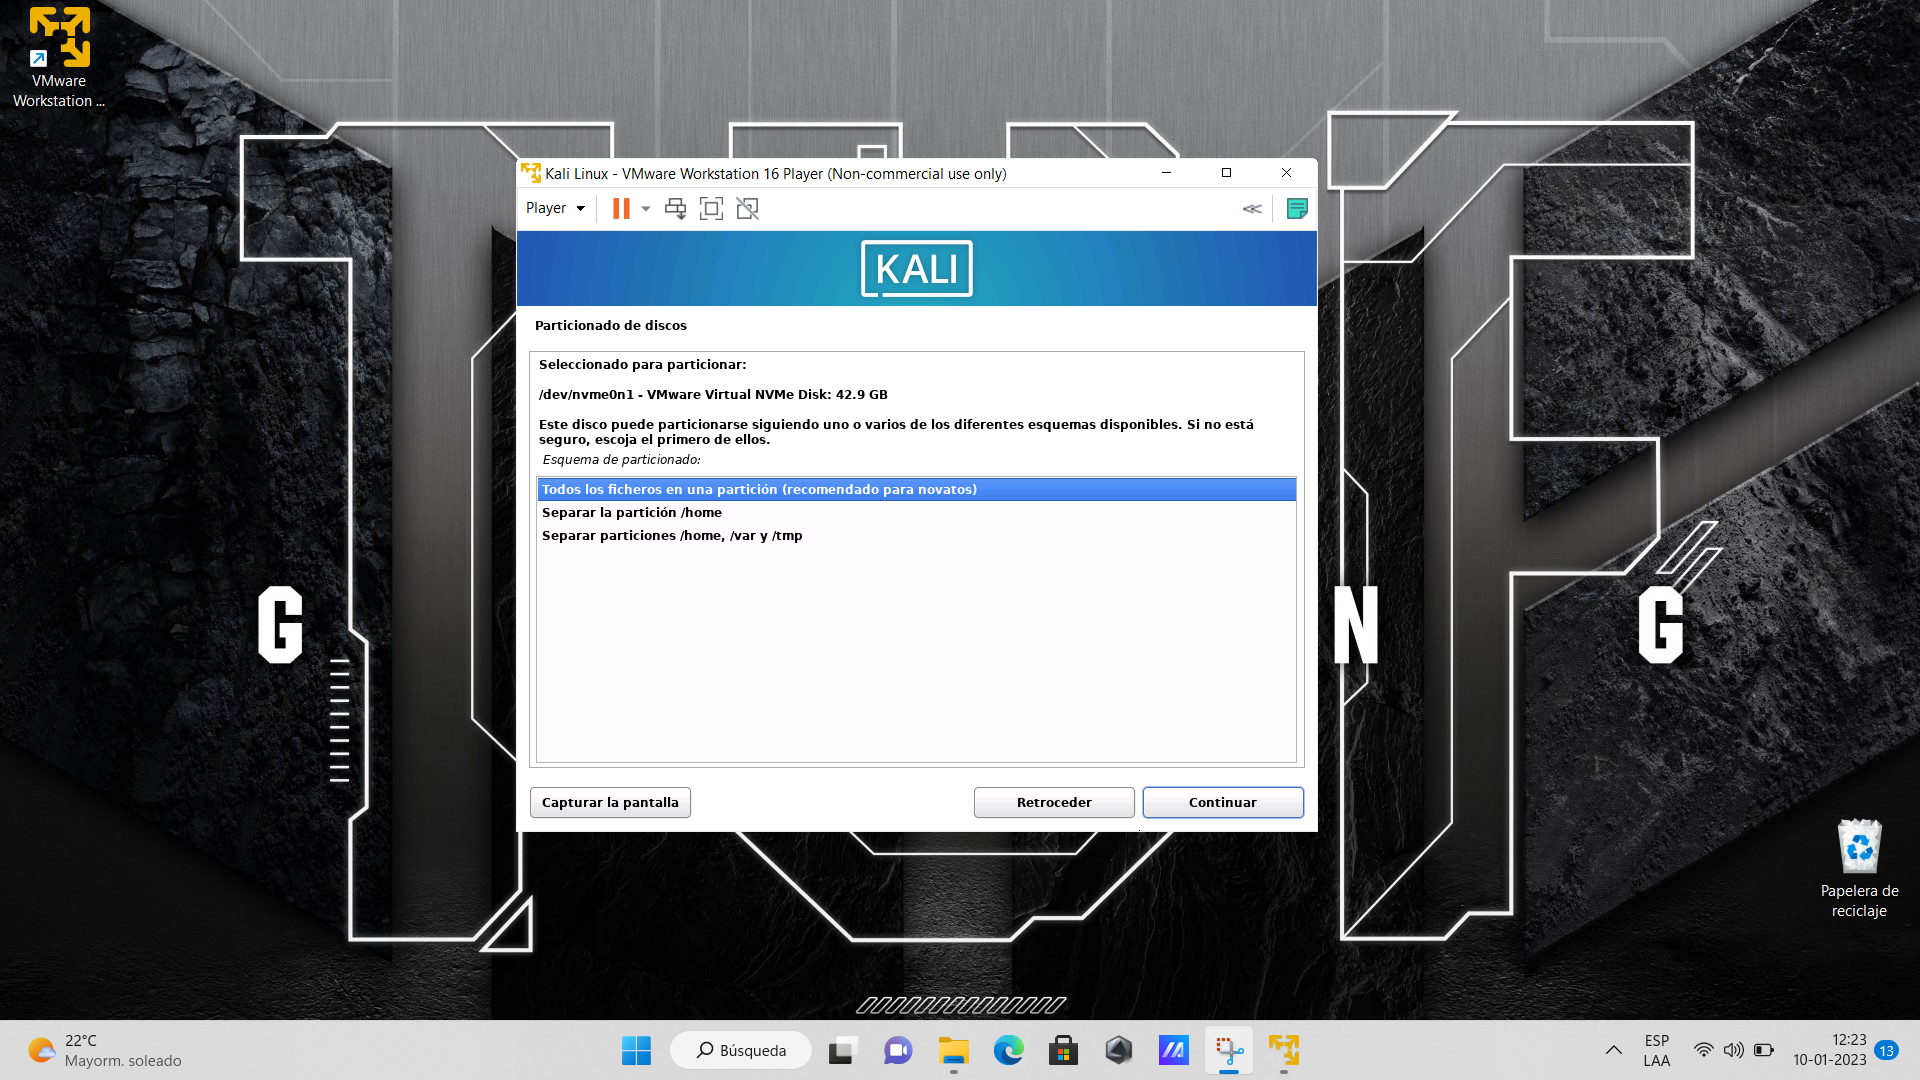 VMware
Workstation ...
Kali Linux - VMware Workstation 16 Player (Non-commercial use only)
Player
KALI
Particionado de discos
Seleccionado para particionar:
/dev/nvme0n1 - VMware Virtual NVMe Disk: 42.9 GB
Este disco puede particionarse siguiendo uno o varios de los diferentes esquemas disponibles. Si no está
seguro, escoja el primero de ellos.
Esquema de particionado:
Todos los ficheros en una partición (recomendado para novatos)
Separar la partición /home
Separar particiones /home, /var y /tmp
G
N
G
Capturar la pantalla
Retroceder
Continuar
Papelera de
reciclaje
22°C
Mayorm. soleado
Búsqueda
ESP
LAA
12:23
10-01-2023
13